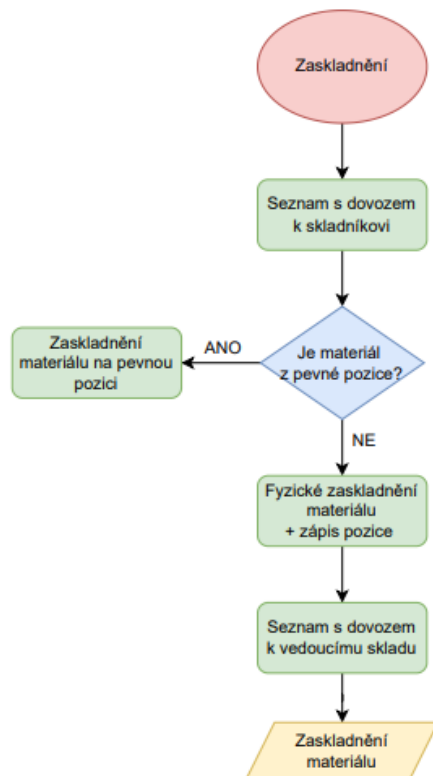 Zaskladnění
Seznam s dovozem
k skladníkovi
Je materiál
z pevné pozice?
ANO
Zaskladnění
materiálu na pevnou
pozici
NE
Fyzické zaskladnění
materiálu
+ zápis pozice
Seznam s dovozem
k vedoucímu skladu
Zaskladnění
materiálu